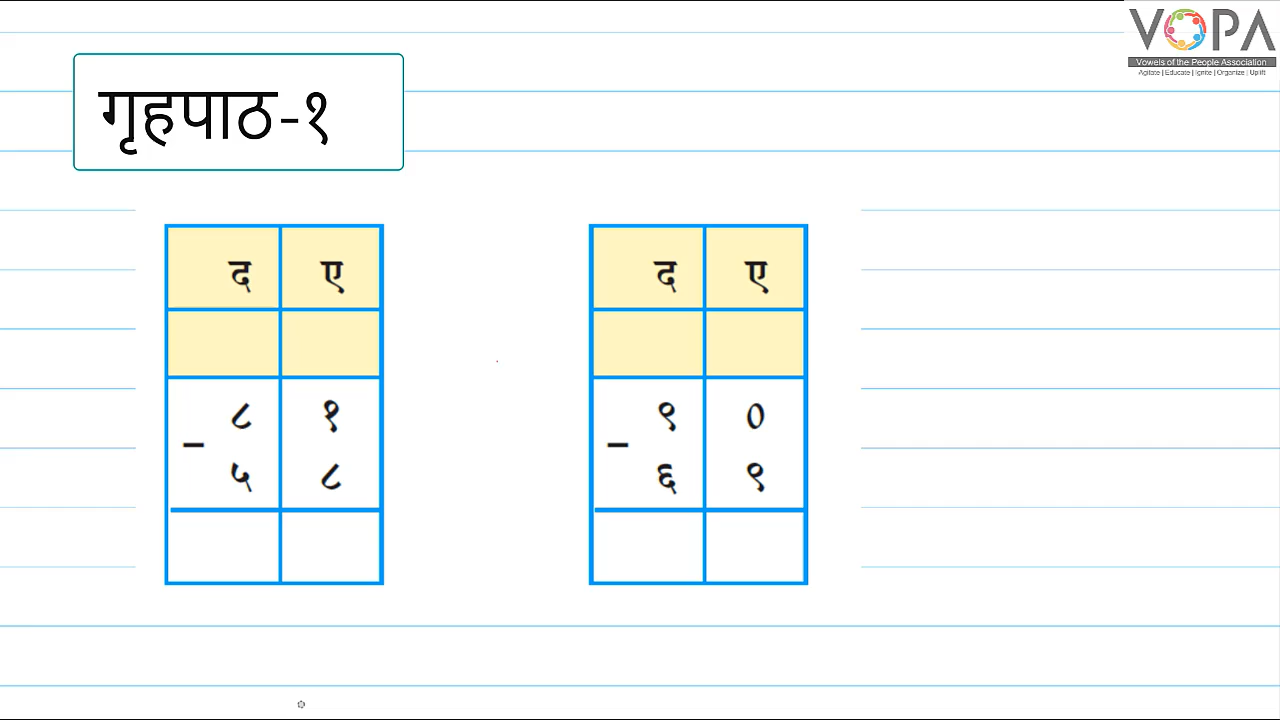 VOPA
Vowels of the People Association
Agitate | Educate | Ignite | Organize | Uplift
गृहपाठ-१
द ए
८ १
- ५ ८
द ए
९ ०
- ६ ९